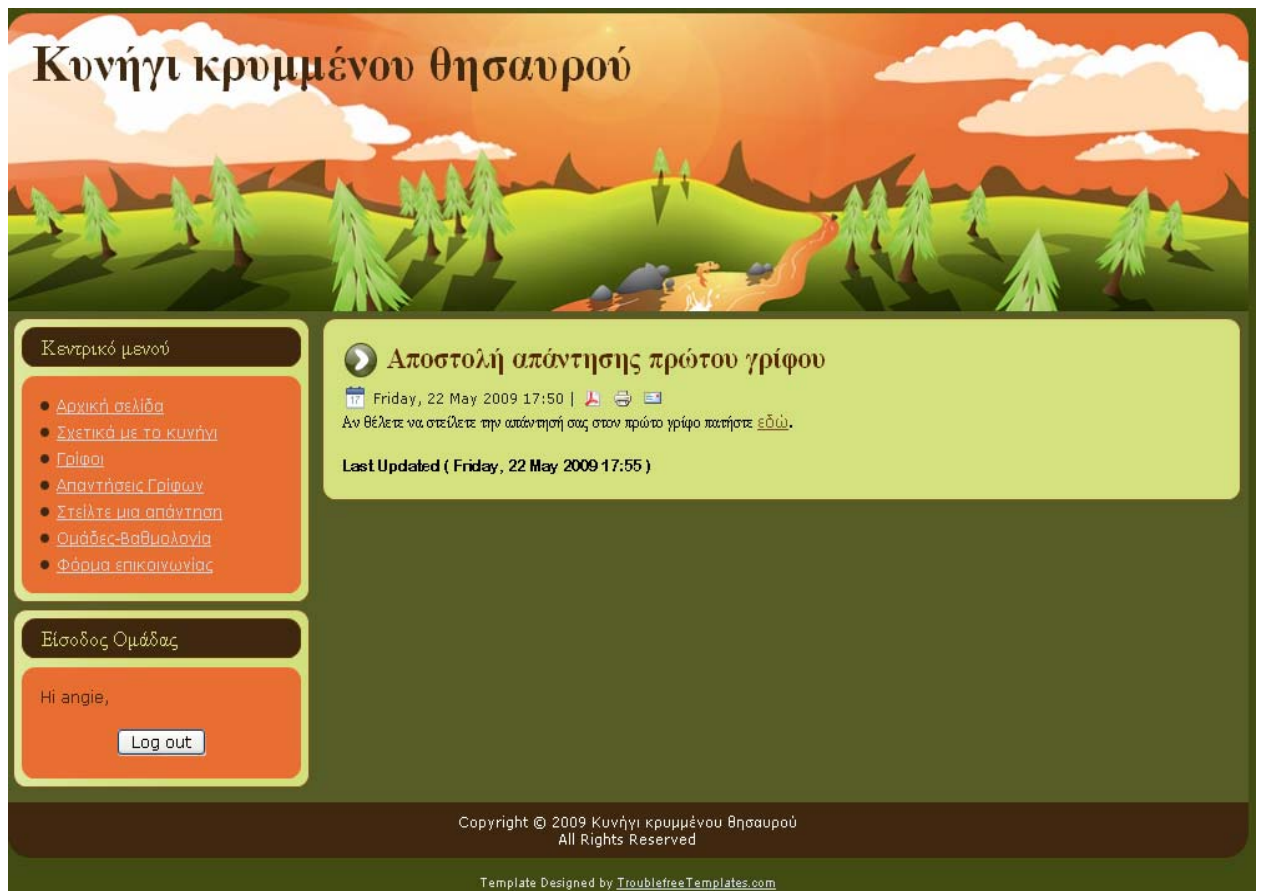 Κυνήγι κρυμμένου θησαυρού
Κεντρικό μενού
Αρχική σελίδα
Σχετικά με το κυνήγι
Γρίφοι
Απαντήσεις Γρίφων
Στείλτε μια απάντηση
Ομάδες-Βαθμολογία
Φόρμα επικοινωνίας
Είσοδος Ομάδας
Hi angie,
Log out
Αποστολή απάντησης πρώτου γρίφου
17 Friday, 22 May 2009 17:50 |
Αν θέλετε να στείλετε την απάντησή σας στον πρώτο γρίφο πατήστε εδώ.
Last Updated ( Friday, 22 May 2009 17:55 )
Copyright © 2009 Κυνήγι κρυμμένου θησαυρού
All Rights Reserved
Template Designed by TroublefreeTemplates.com